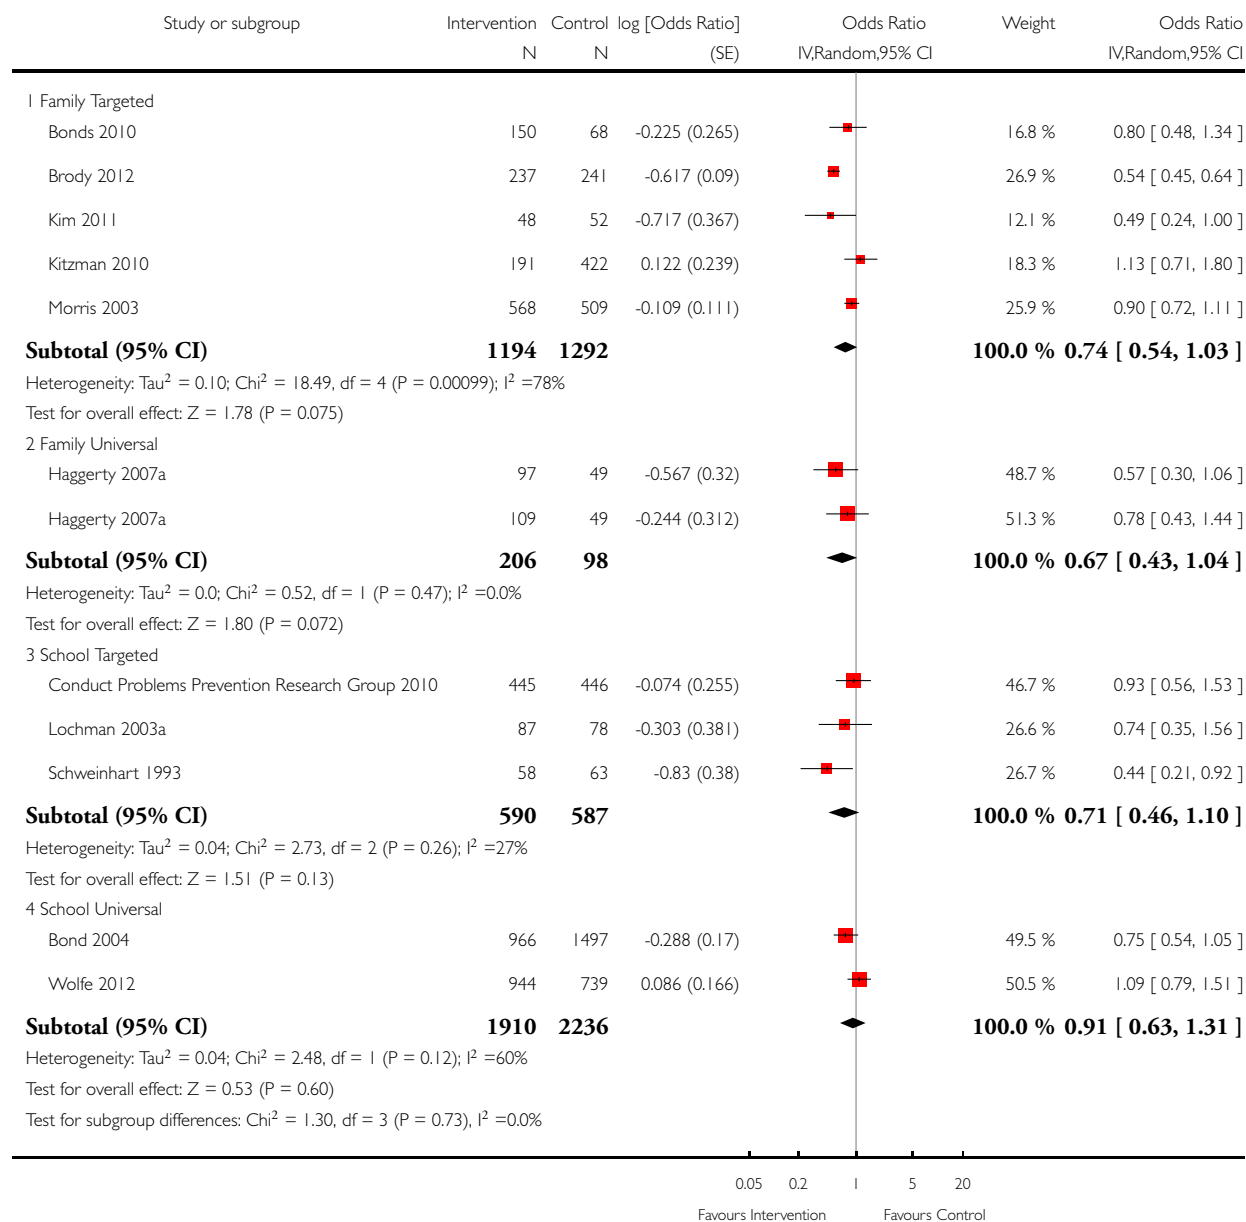 Study or subgroup Intervention Control log [Odds Ratio] Odds Ratio Weight Odds Ratio
N N (SE) IV,Random,95% CI IV,Random,95% CI
1 Family Targeted
Bonds 2010 150 68 -0.225 (0.265) 16.8 % 0.80 [ 0.48, 1.34 ]
Brody 2012 237 241 -0.617 (0.09) 26.9 % 0.54 [ 0.45, 0.64 ]
Kim 2011 48 52 -0.717 (0.367) 12.1 % 0.49 [ 0.24, 1.00 ]
Kitzman 2010 191 422 0.122 (0.239) 18.3 % 1.13 [ 0.71, 1.80 ]
Morris 2003 568 509 -0.109 (0.111) 25.9 % 0.90 [ 0.72, 1.11 ]
Subtotal (95% CI) 1194 1292 100.0 % 0.74 [ 0.54, 1.03 ]
Heterogeneity: Tau² = 0.10; Chi² = 18.49, df = 4 (P = 0.00099); I² =78%
Test for overall effect: Z = 1.78 (P = 0.075)
2 Family Universal
Haggerty 2007a 97 49 -0.567 (0.32) 48.7 % 0.57 [ 0.30, 1.06 ]
Haggerty 2007a 109 49 -0.244 (0.312) 51.3 % 0.78 [ 0.43, 1.44 ]
Subtotal (95% CI) 206 98 100.0 % 0.67 [ 0.43, 1.04 ]
Heterogeneity: Tau² = 0.0; Chi² = 0.52, df = 1 (P = 0.47); I² =0.0%
Test for overall effect: Z = 1.80 (P = 0.072)
3 School Targeted
Conduct Problems Prevention Research Group 2010 445 446 -0.074 (0.255) 46.7 % 0.93 [ 0.56, 1.53 ]
Lochman 2003a 87 78 -0.303 (0.381) 26.6 % 0.74 [ 0.35, 1.56 ]
Schweinhart 1993 58 63 -0.83 (0.38) 26.7 % 0.44 [ 0.21, 0.92 ]
Subtotal (95% CI) 590 587 100.0 % 0.71 [ 0.46, 1.10 ]
Heterogeneity: Tau² = 0.04; Chi² = 2.73, df = 2 (P = 0.26); I² =27%
Test for overall effect: Z = 1.51 (P = 0.13)
4 School Universal
Bond 2004 966 1497 -0.288 (0.17) 49.5 % 0.75 [ 0.54, 1.05 ]
Wolfe 2012 944 739 0.086 (0.166) 50.5 % 1.09 [ 0.79, 1.51 ]
Subtotal (95% CI) 1910 2236 100.0 % 0.91 [ 0.63, 1.31 ]
Heterogeneity: Tau² = 0.04; Chi² = 2.48, df = 1 (P = 0.12); I² =60%
Test for overall effect: Z = 0.53 (P = 0.60)
Test for subgroup differences: Chi² = 1.30, df = 3 (P = 0.73), I² =0.0%
0.05 0.2 1 5 20
Favours Intervention Favours Control